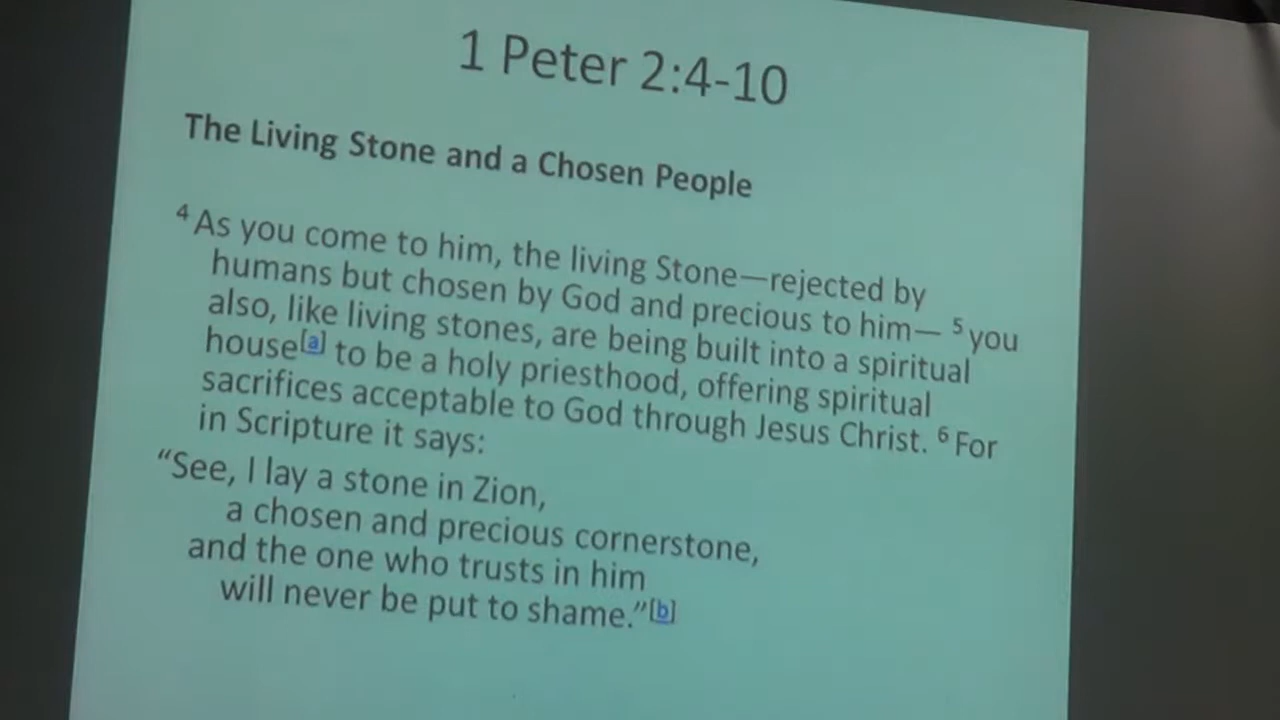 1 Peter 2:4-10
The Living Stone and a Chosen People
4 As you come to him, the living Stone—rejected by
humans but chosen by God and precious to him— 5 you
also, like living stones, are being built into a spiritual
house[a] to be a holy priesthood, offering spiritual
sacrifices acceptable to God through Jesus Christ. 6 For
in Scripture it says:
“See, I lay a stone in Zion,
a chosen and precious cornerstone,
and the one who trusts in him
will never be put to shame.”[b]